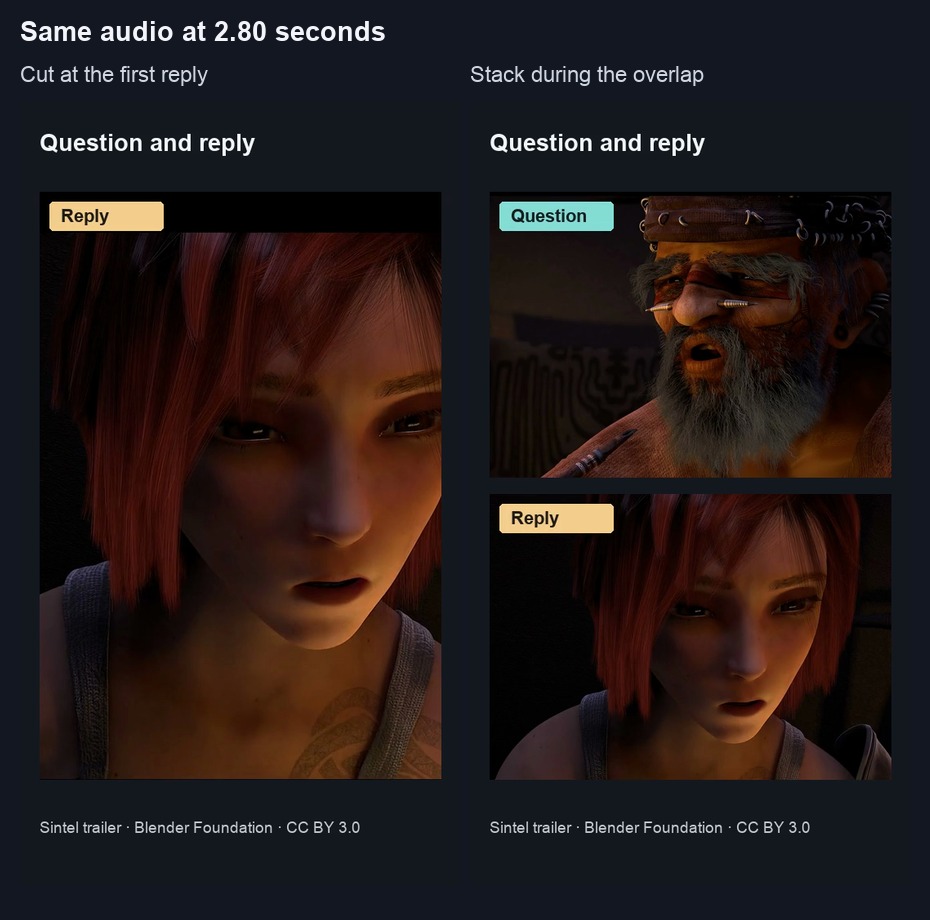 Same audio at 2.80 seconds
Cut at the first reply
Stack during the overlap
Question and reply
Reply
Sintel trailer · Blender Foundation · CC BY 3.0
Question and reply
Question
Reply
Sintel trailer · Blender Foundation · CC BY 3.0